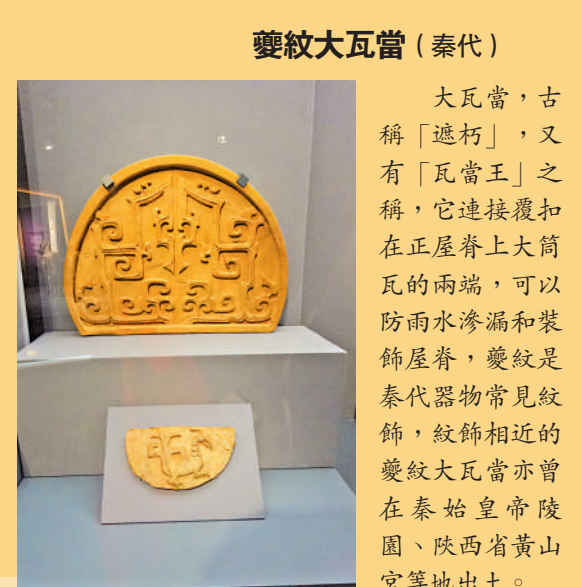 夔紋大瓦當（秦代）
大瓦當，古
稱「遮朽」，又
有「瓦當王」之
稱，它連接覆扣
在正屋脊上大筒
瓦的兩端，可以
防雨水滲漏和裝
飾屋脊，夔紋是
秦代器物常見紋
飾，紋飾相近的
夔紋大瓦當亦曾
在秦始皇帝陵
園、陝西省黃山
宮等地出土。